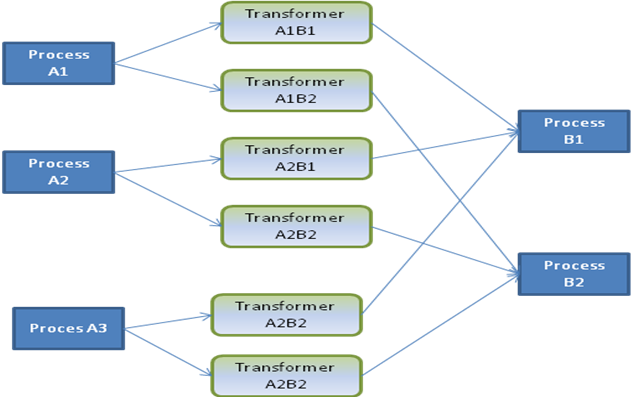 Transformer
A1B1
Process
A1
Transformer
A1B2
Process
B1
Transformer
A2B1
Process
A2
Transformer
A2B2
Process
B2
Transformer
A2B2
Proces A3
Transformer
A2B2